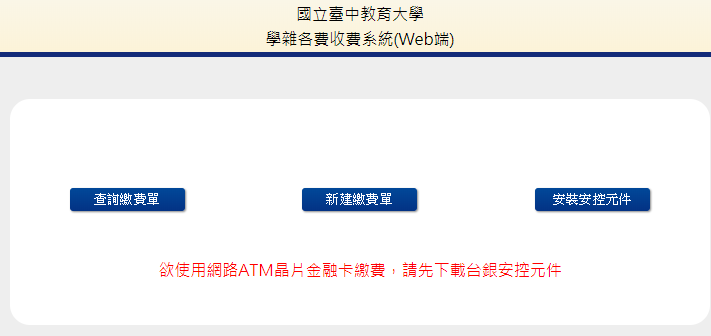 國立臺中教育大學
學雜各費收費系統(Web端)
查詢繳費單
新建繳費單
安裝安控元件
欲使用網路ATM晶片金融卡繳費，請先下載台銀安控元件